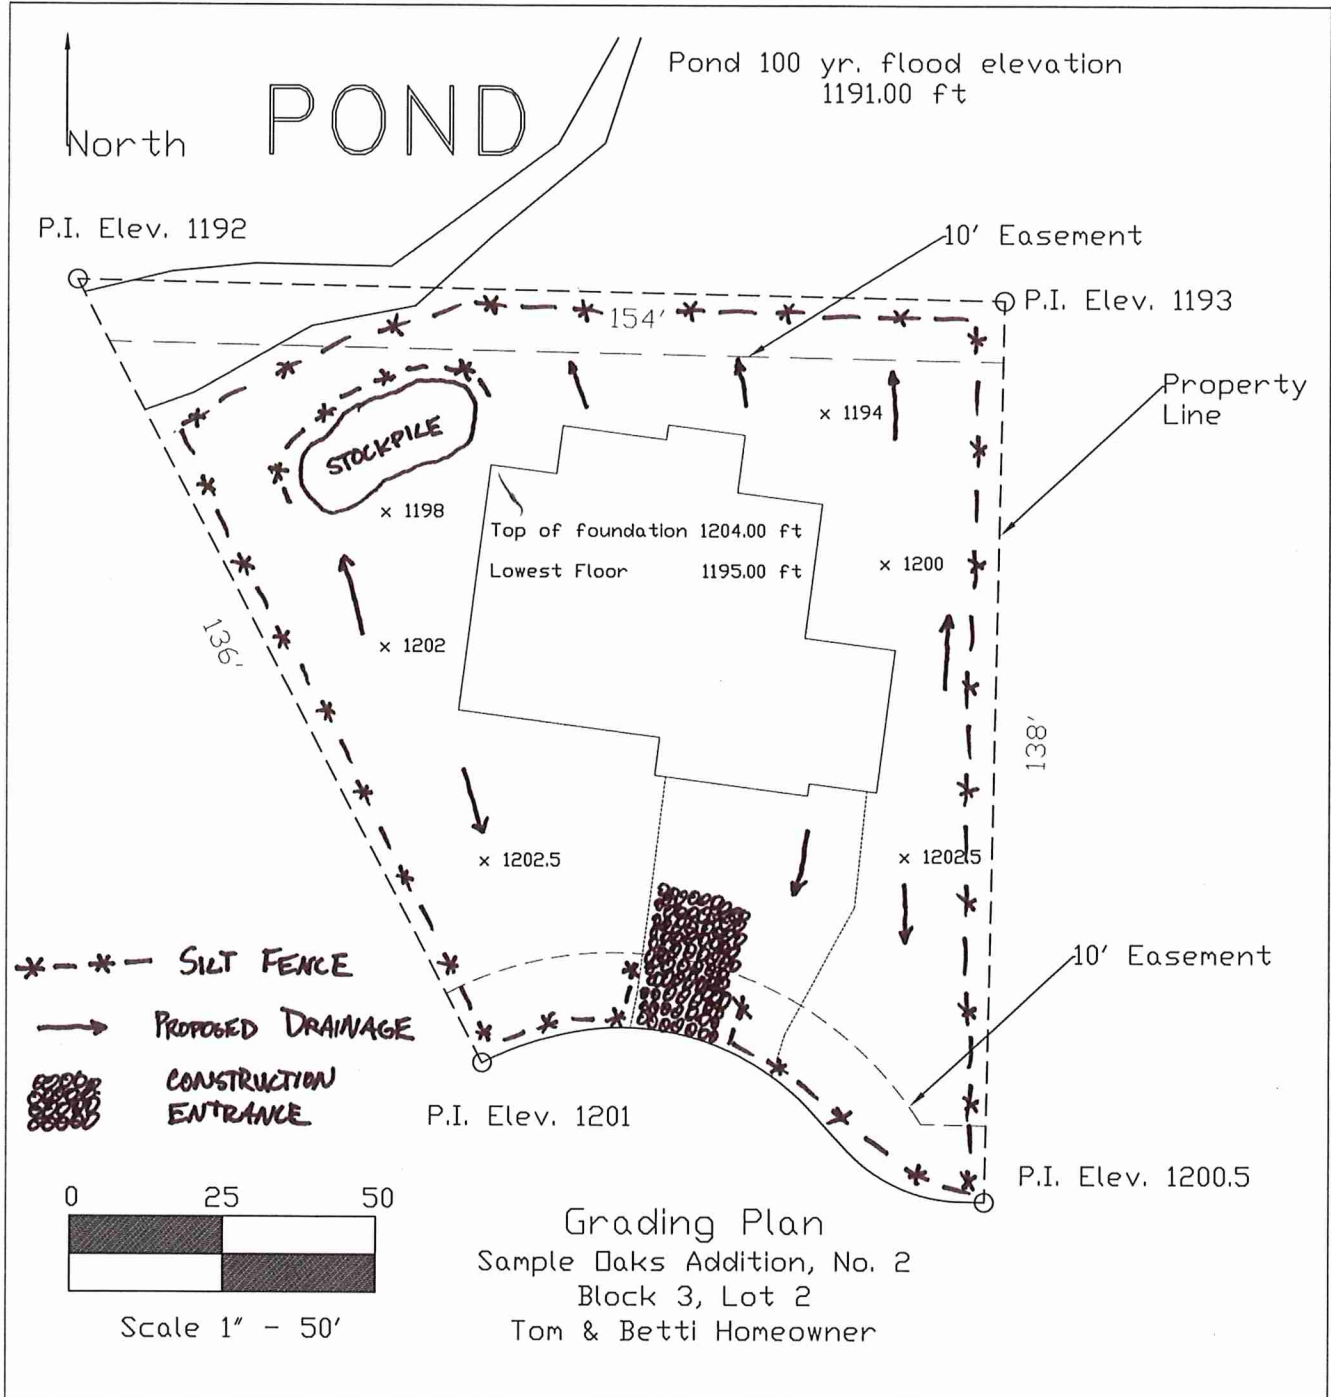 North
POND
Pond 100 yr. flood elevation
1191.00 ft
P.I. Elev. 1192
10' Easement
P.I. Elev. 1193
154'
Property
Line
x 1194
STOCKPILE
x 1198
Top of foundation 1204.00 ft
Lowest Floor 1195.00 ft
x 1200
136'
x 1202
138'
x 1202.5
x 1202.5
SILT FENCE
10' Easement
PROPOSED DRAINAGE
CONSTRUCTION
ENTRANCE
P.I. Elev. 1201
P.I. Elev. 1200.5
0 25 50
Scale 1" - 50'
Grading Plan
Sample Oaks Addition, No. 2
Block 3, Lot 2
Tom & Betti Homeowner